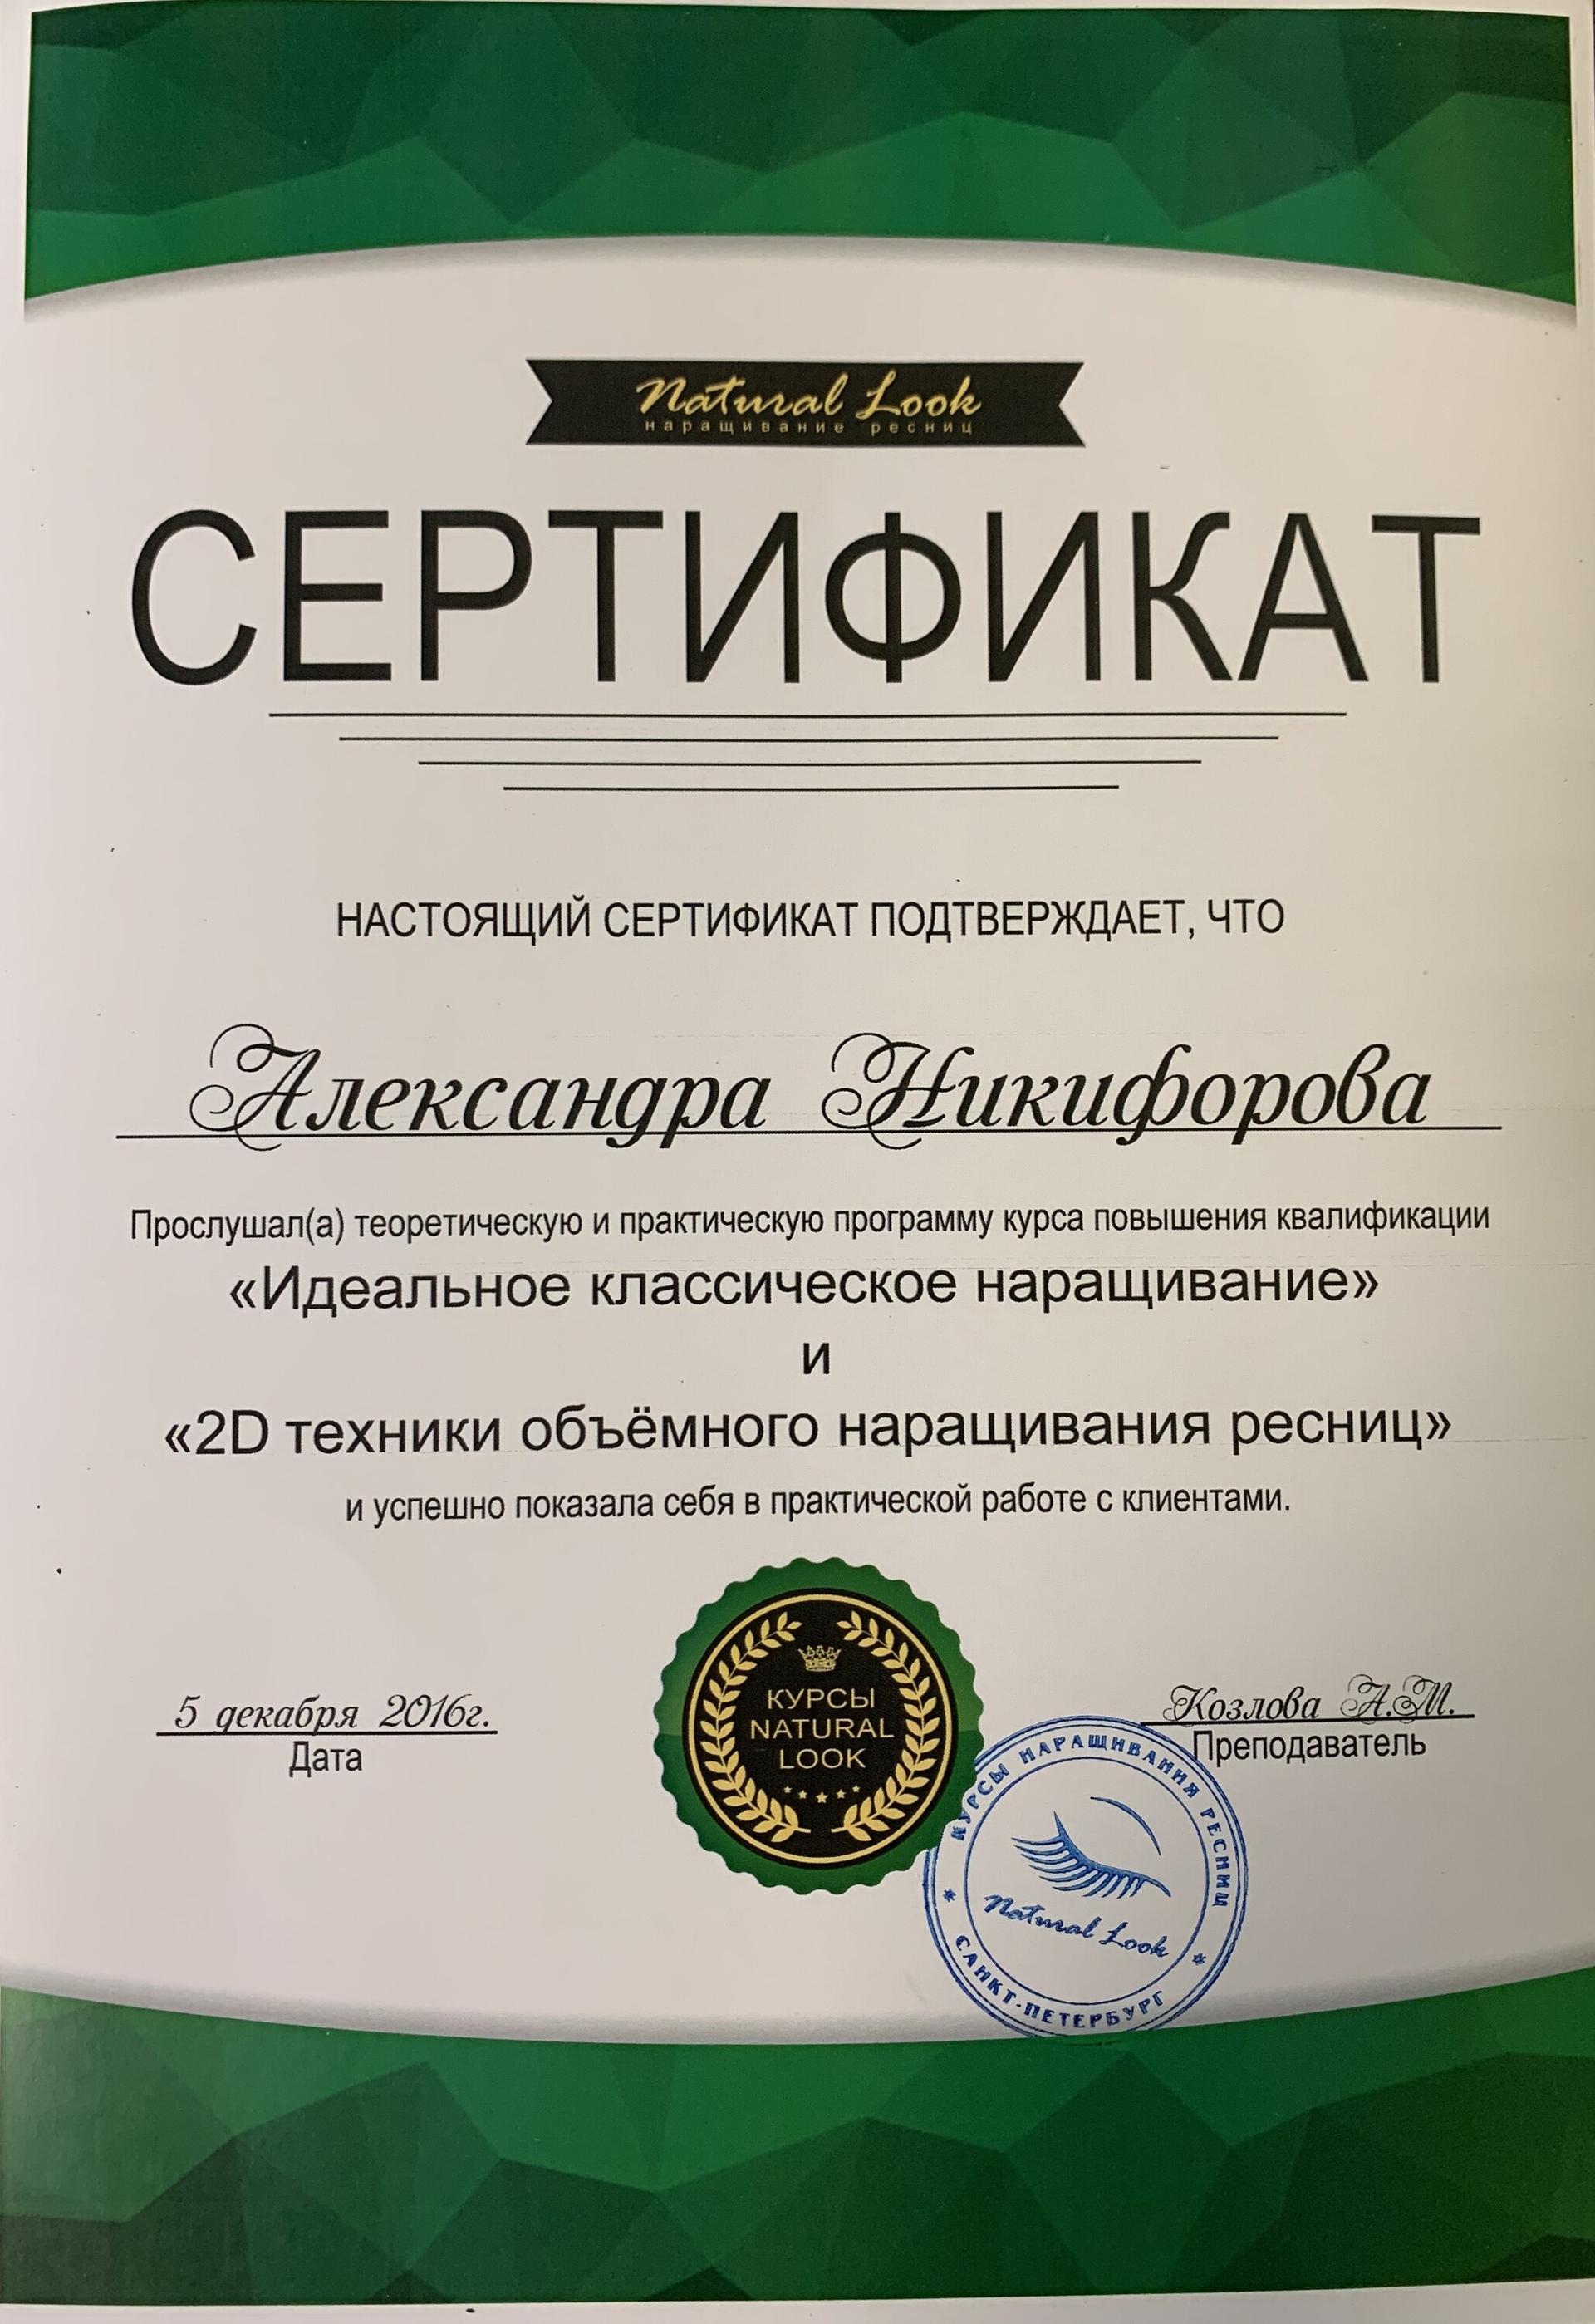 Natural Look
наращивание ресниц
СЕРТИФИКАТ
НАСТОЯЩИЙ СЕРТИФИКАТ ПОДТВЕРЖДАЕТ, ЧТО
Александра Никифорова
Прослушал(а) теоретическую и практическую программу курса повышения квалификации
«Идеальное классическое наращивание»
и
«2D техники объёмного наращивания ресниц»
и успешно показала себя в практической работе с клиентами.
5 декабря 2016г.
Дата
КУРСЫ
NATURAL
LOOK
Козлова Н.М.
Преподаватель
КУРСЫ НАРАЩИВАНИЯ РЕСНИЦ
Natural Look
* САНКТ-ПЕТЕРБУРГ *